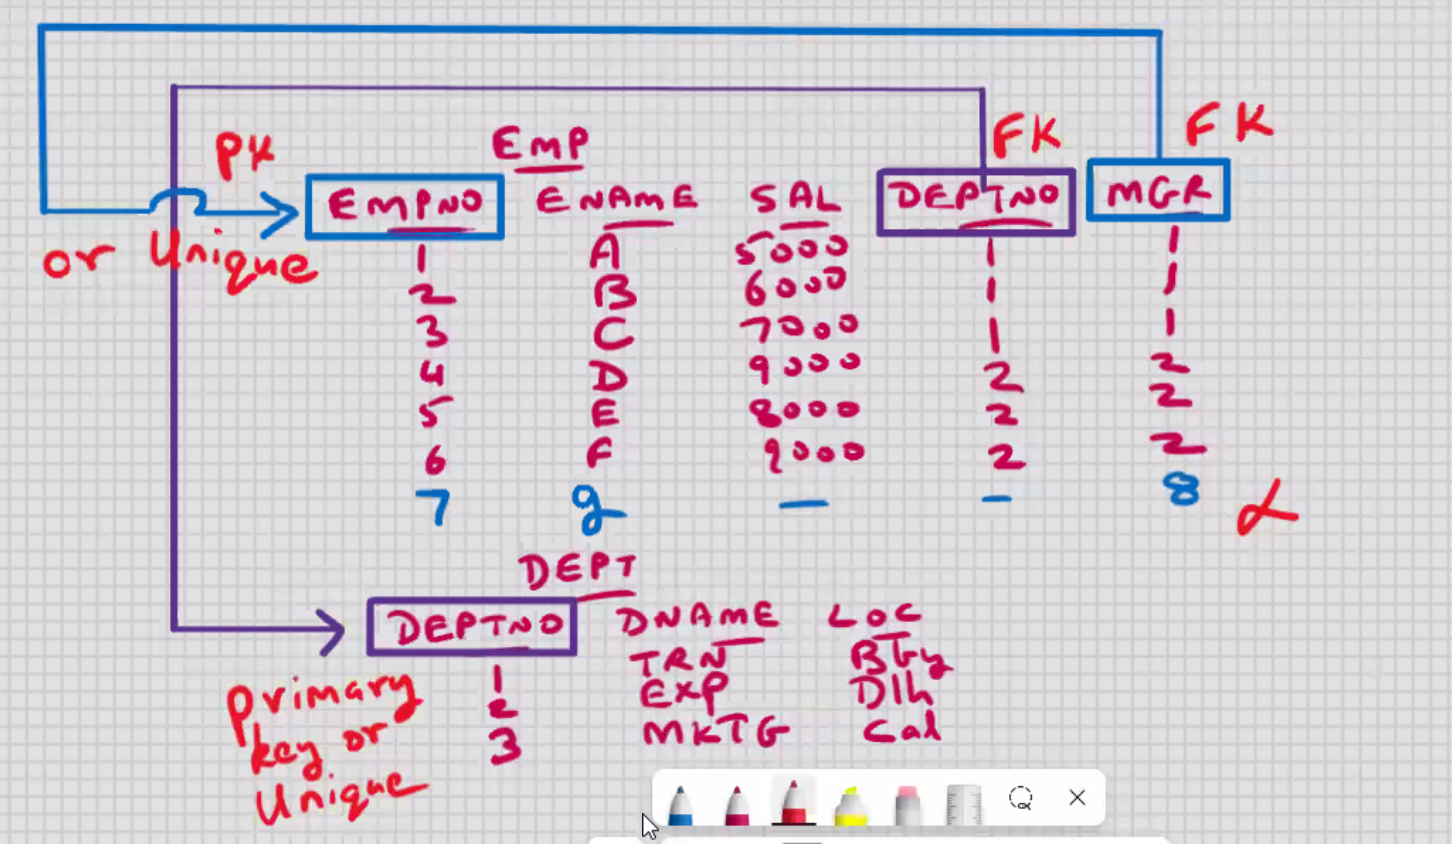 FK
FK
PK
EMP
EMPNO ENAME SAL DEPTNO MGR
or Unique
1 A 5000 1 1
2 B 6000 1 1
3 C 7000 1 1
4 D 9000 2 2
5 E 8000 2 2
6 F 9000 2 2
7 g — — 8
DEPT
DEPTNO DNAME LOC
1 TRN
2 EXP Dlh
3 MKTG Cal
primary
key or
Unique